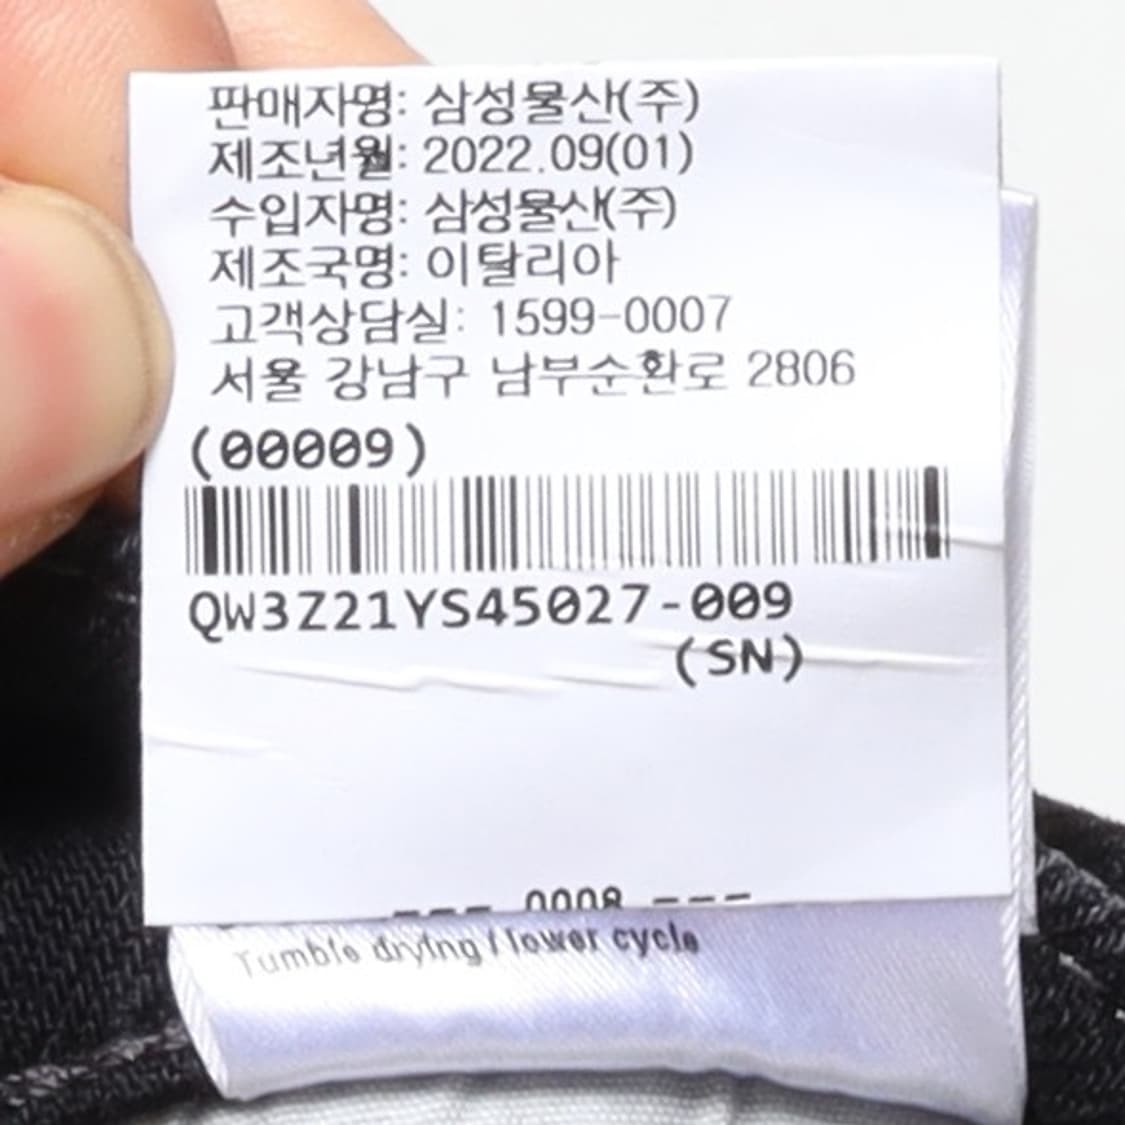 판매자명: 삼성물산(주)
제조년월: 2022.09(01)
수입자명: 삼성물산(주)
제조국명: 이탈리아
고객상담실: 1599-0007
서울 강남구 남부순환로 2806
(00009)
QW3Z21YS45027-009
(SN)
--- 0008 ---
Tumble drying / lower cycle